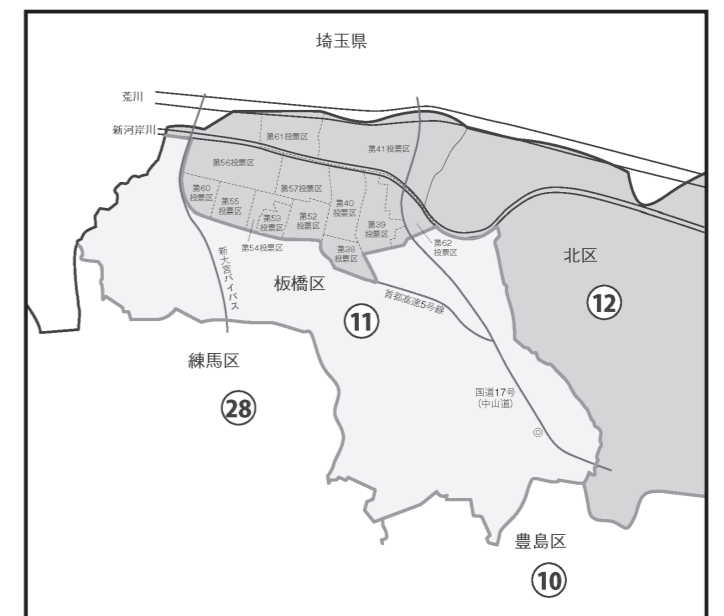 埼玉県
荒川
新河岸川
第61投票区
第41投票区
第56投票区
第60
投票区
第55
投票区
第57投票区
第53
投票区
第52
投票区
第40
投票区
第39
投票区
第54投票区
第38
投票区
第62
投票区
新大宮バイパス
板橋区
⑪
首都高速5号線
北区
⑫
練馬区
㉘
国道17号
(中山道)
◎
豊島区
⑩